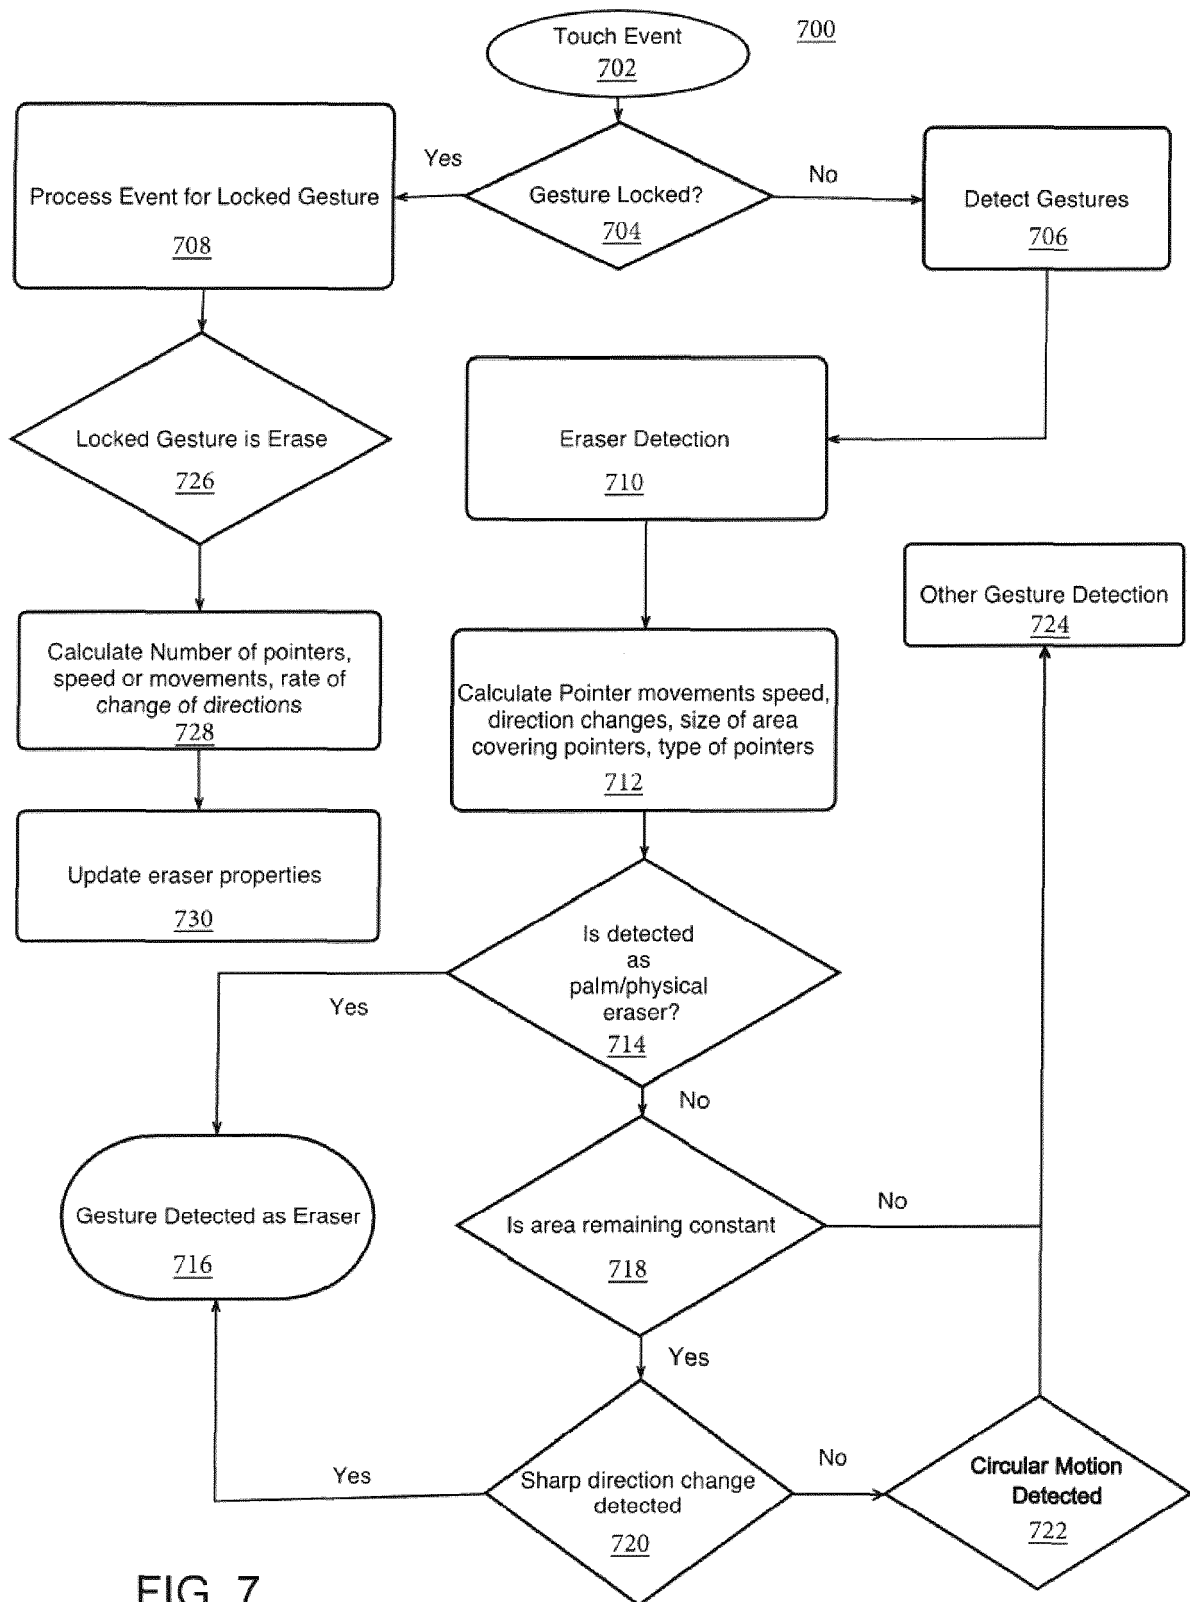 Touch Event
702
700
Yes
No
Process Event for Locked Gesture
708
Gesture Locked?
704
Detect Gestures
706
Locked Gesture is Erase
726
Eraser Detection
710
Other Gesture Detection
724
Calculate Number of pointers,
speed or movements, rate of
change of directions
728
Calculate Pointer movements speed,
direction changes, size of area
covering pointers, type of pointers
712
Update eraser properties
730
Is detected
as
palm/physical
eraser?
714
Yes
No
Gesture Detected as Eraser
716
Is area remaining constant
718
No
Yes
Sharp direction change
detected
720
Yes
No
Circular Motion
Detected
722
FIG. 7